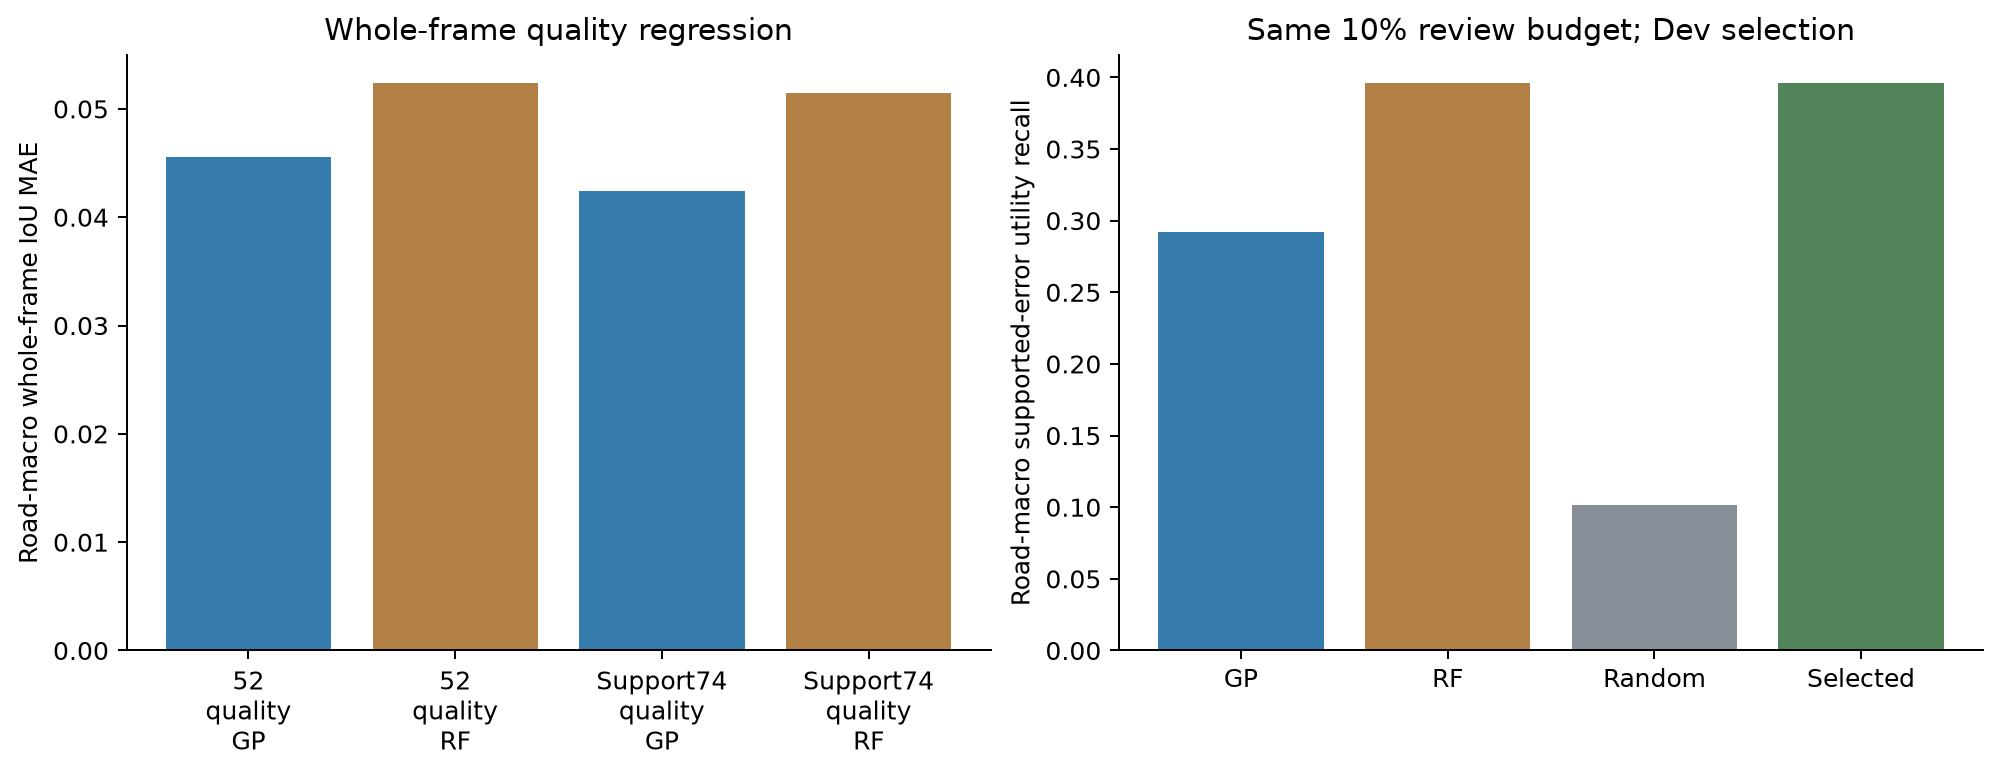 Whole-frame quality regression
Road-macro whole-frame IoU MAE
0.05
0.04
0.03
0.02
0.01
0.00
52
quality
GP
52
quality
RF
Support74
quality
GP
Support74
quality
RF
Same 10% review budget; Dev selection
Road-macro supported-error utility recall
0.40
0.35
0.30
0.25
0.20
0.15
0.10
0.05
0.00
GP
RF
Random
Selected